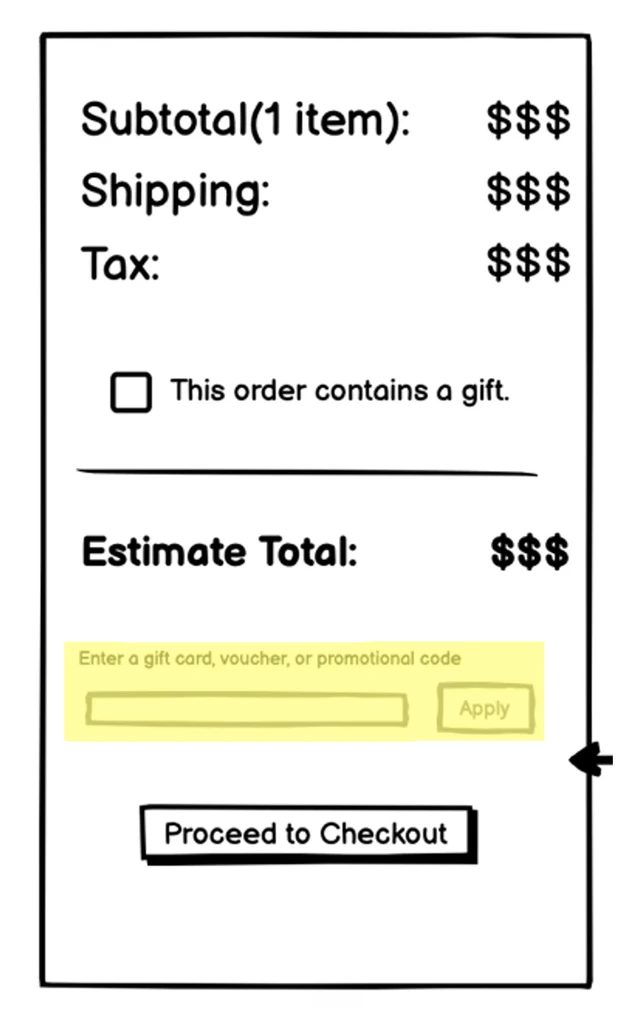 Subtotal(1 item): $$$
Shipping: $$$
Tax: $$$
This order contains a gift.
Estimate Total: $$$
Enter a gift card, voucher, or promotional code
Apply
Proceed to Checkout